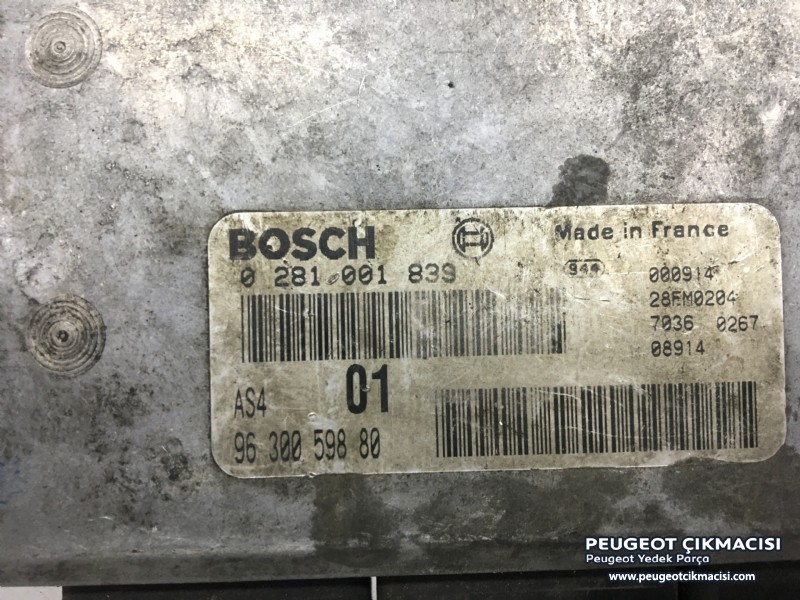 BOSCH
Made in France
0 281 001 839
944
000914
28FM0204
7036 0267
08914
AS4 01
96 300 598 80
PEUGEOT ÇIKMACISI
Peugeot Yedek Parça
www.peugeotcikmacisi.com